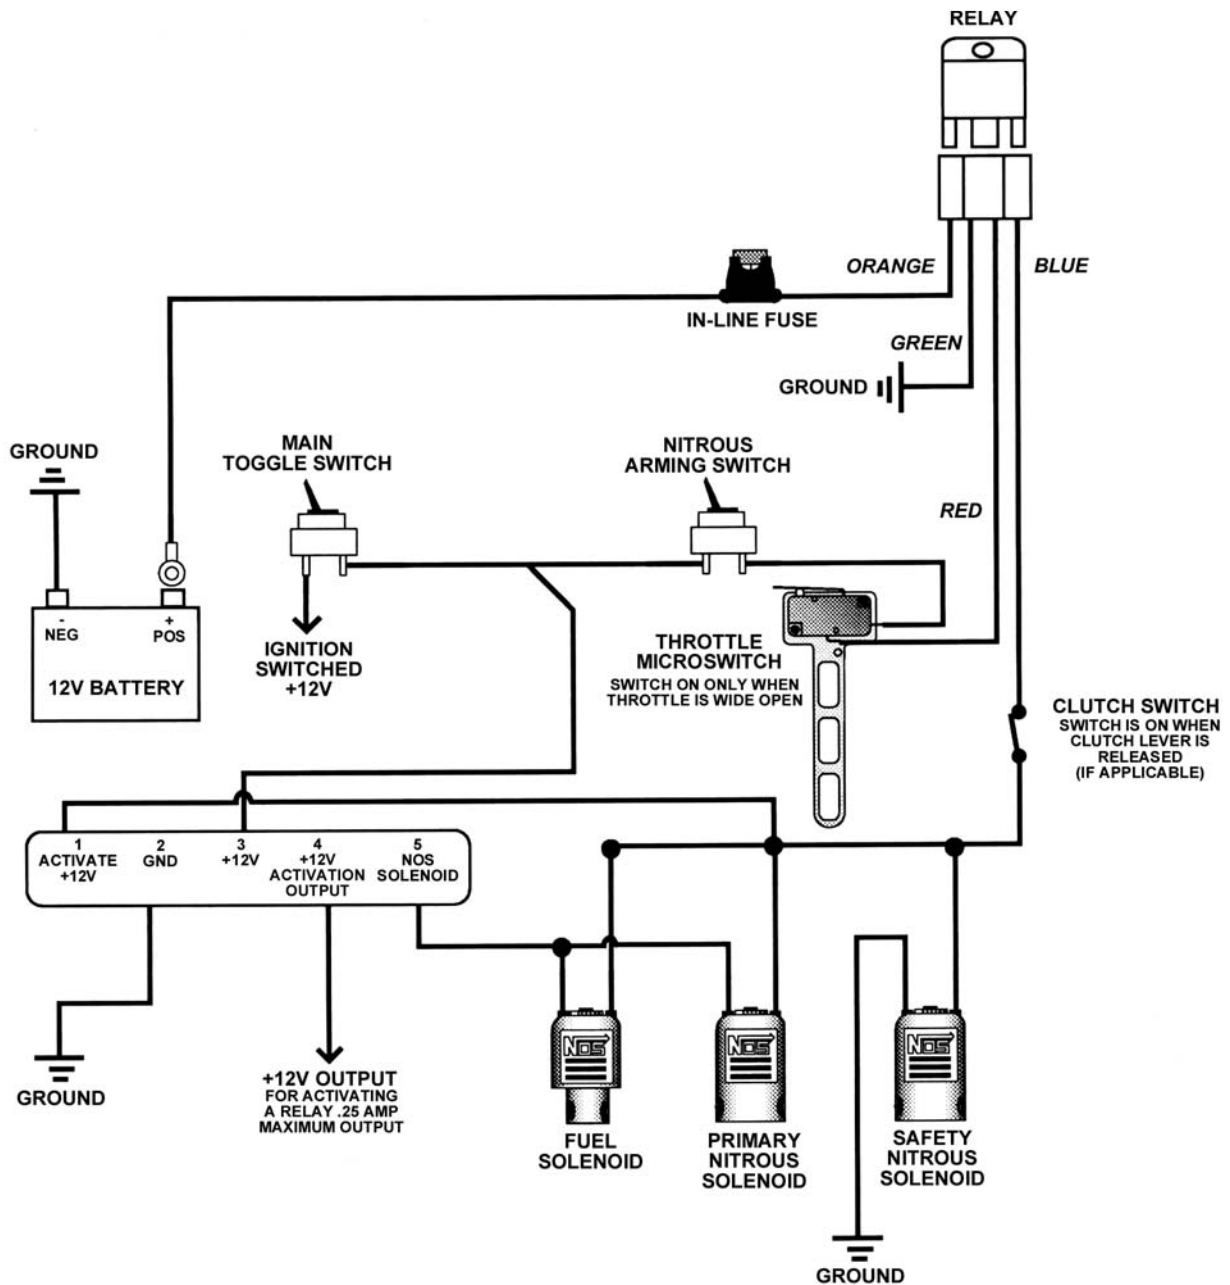 RELAY
ORANGE
BLUE
IN-LINE FUSE
GREEN
GROUND
MAIN
TOGGLE SWITCH
NITROUS
ARMING SWITCH
GROUND
RED
-
NEG
+
POS
12V BATTERY
IGNITION
SWITCHED
+12V
THROTTLE
MICROSWITCH
SWITCH ON ONLY WHEN
THROTTLE IS WIDE OPEN
CLUTCH SWITCH
SWITCH IS ON WHEN
CLUTCH LEVER IS
RELEASED
(IF APPLICABLE)
1
ACTIVATE
+12V
2
GND
3
+12V
4
+12V
ACTIVATION
OUTPUT
5
NOS
SOLENOID
GROUND
+12V OUTPUT
FOR ACTIVATING
A RELAY .25 AMP
MAXIMUM OUTPUT
NOS
FUEL
SOLENOID
NOS
PRIMARY
NITROUS
SOLENOID
NOS
SAFETY
NITROUS
SOLENOID
GROUND